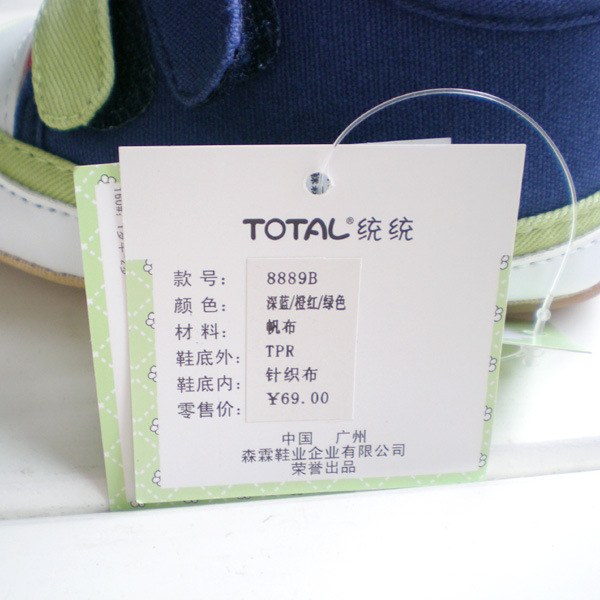 TOTAL®统统
款 号: 8889B
颜 色: 深蓝/橙红/绿色
材 料: 帆布
鞋底外: TPR
鞋底内: 针织布
零售价: ¥69.00
中国 广州
森霖鞋业企业有限公司
荣誉出品